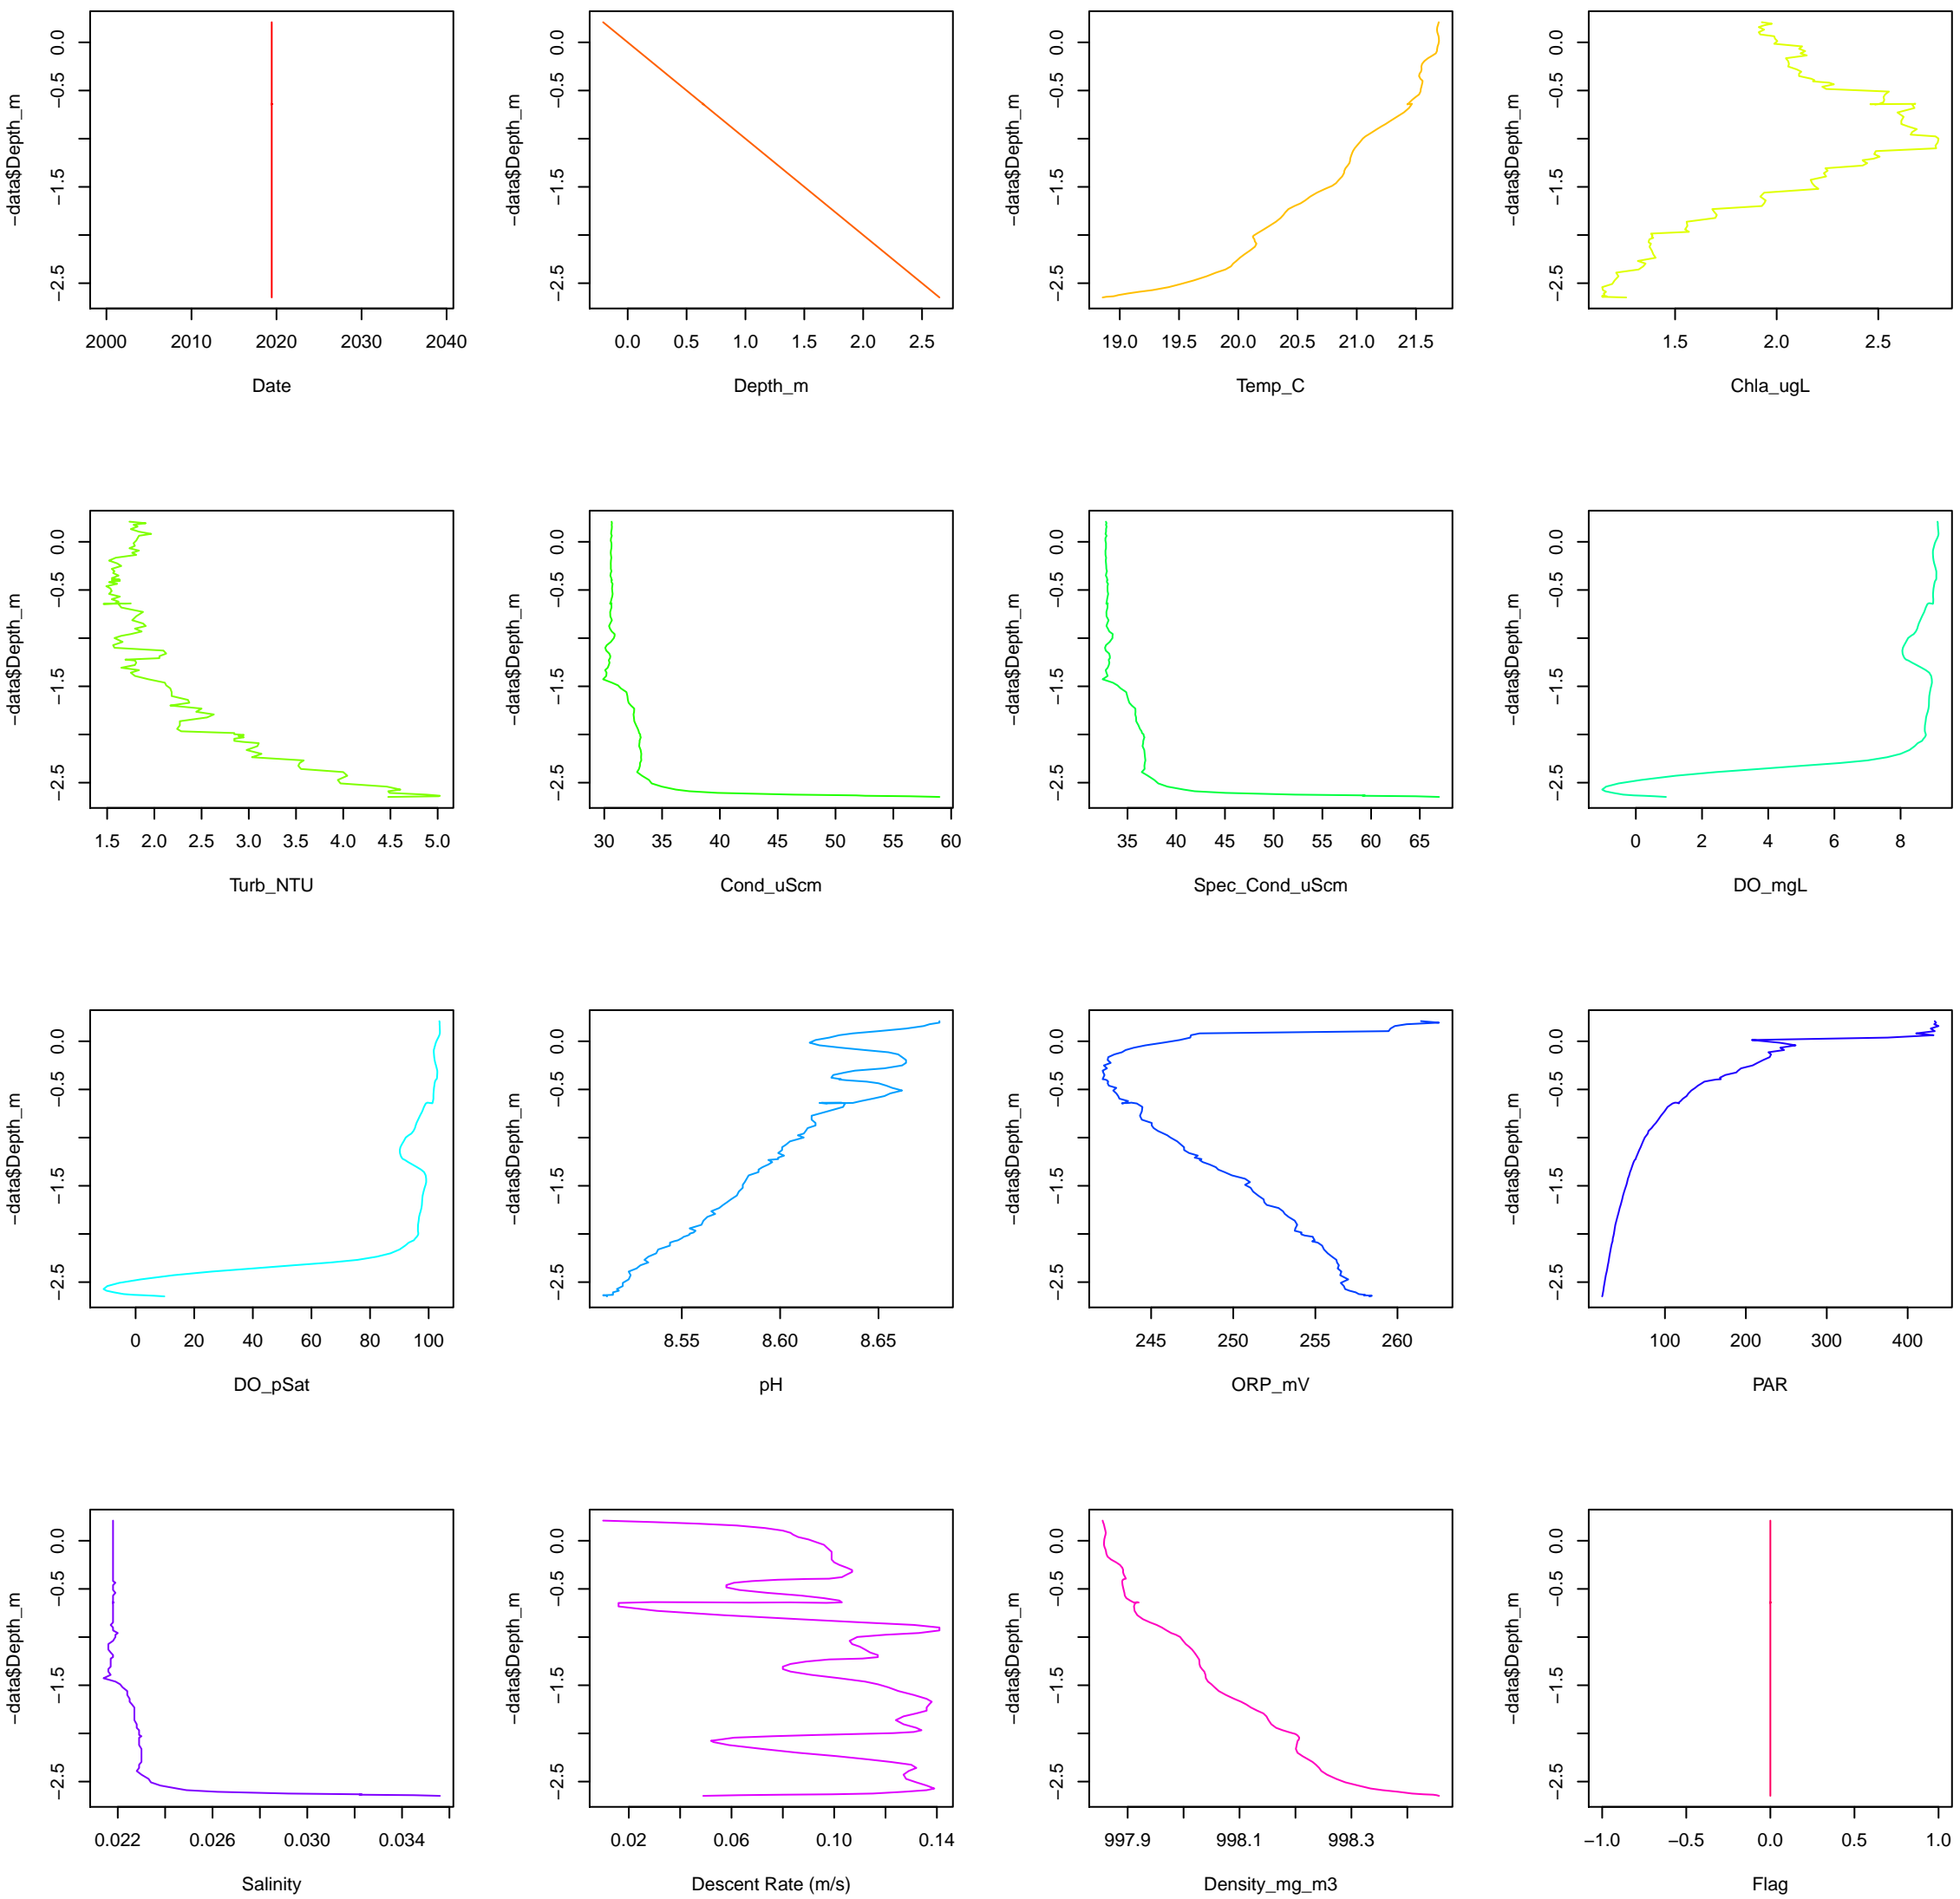 −data$Depth_m
−2.5 −1.5 −0.5 0.0
2000 2010 2020 2030 2040
Date
−data$Depth_m
−2.5 −1.5 −0.5 0.0
0.0 0.5 1.0 1.5 2.0 2.5
Depth_m
−data$Depth_m
−2.5 −1.5 −0.5 0.0
19.0 19.5 20.0 20.5 21.0 21.5
Temp_C
−data$Depth_m
−2.5 −1.5 −0.5 0.0
1.5 2.0 2.5
Chla_ugL
−data$Depth_m
−2.5 −1.5 −0.5 0.0
1.5 2.0 2.5 3.0 3.5 4.0 4.5 5.0
Turb_NTU
−data$Depth_m
−2.5 −1.5 −0.5 0.0
30 35 40 45 50 55 60
Cond_uScm
−data$Depth_m
−2.5 −1.5 −0.5 0.0
35 40 45 50 55 60 65
Spec_Cond_uScm
−data$Depth_m
−2.5 −1.5 −0.5 0.0
0 2 4 6 8
DO_mgL
−data$Depth_m
−2.5 −1.5 −0.5 0.0
0 20 40 60 80 100
DO_pSat
−data$Depth_m
−2.5 −1.5 −0.5 0.0
8.55 8.60 8.65
pH
−data$Depth_m
−2.5 −1.5 −0.5 0.0
245 250 255 260
ORP_mV
−data$Depth_m
−2.5 −1.5 −0.5 0.0
100 200 300 400
PAR
−data$Depth_m
−2.5 −1.5 −0.5 0.0
0.022 0.026 0.030 0.034
Salinity
−data$Depth_m
−2.5 −1.5 −0.5 0.0
0.02 0.06 0.10 0.14
Descent Rate (m/s)
−data$Depth_m
−2.5 −1.5 −0.5 0.0
997.9 998.1 998.3
Density_mg_m3
−data$Depth_m
−2.5 −1.5 −0.5 0.0
−1.0 −0.5 0.0 0.5 1.0
Flag